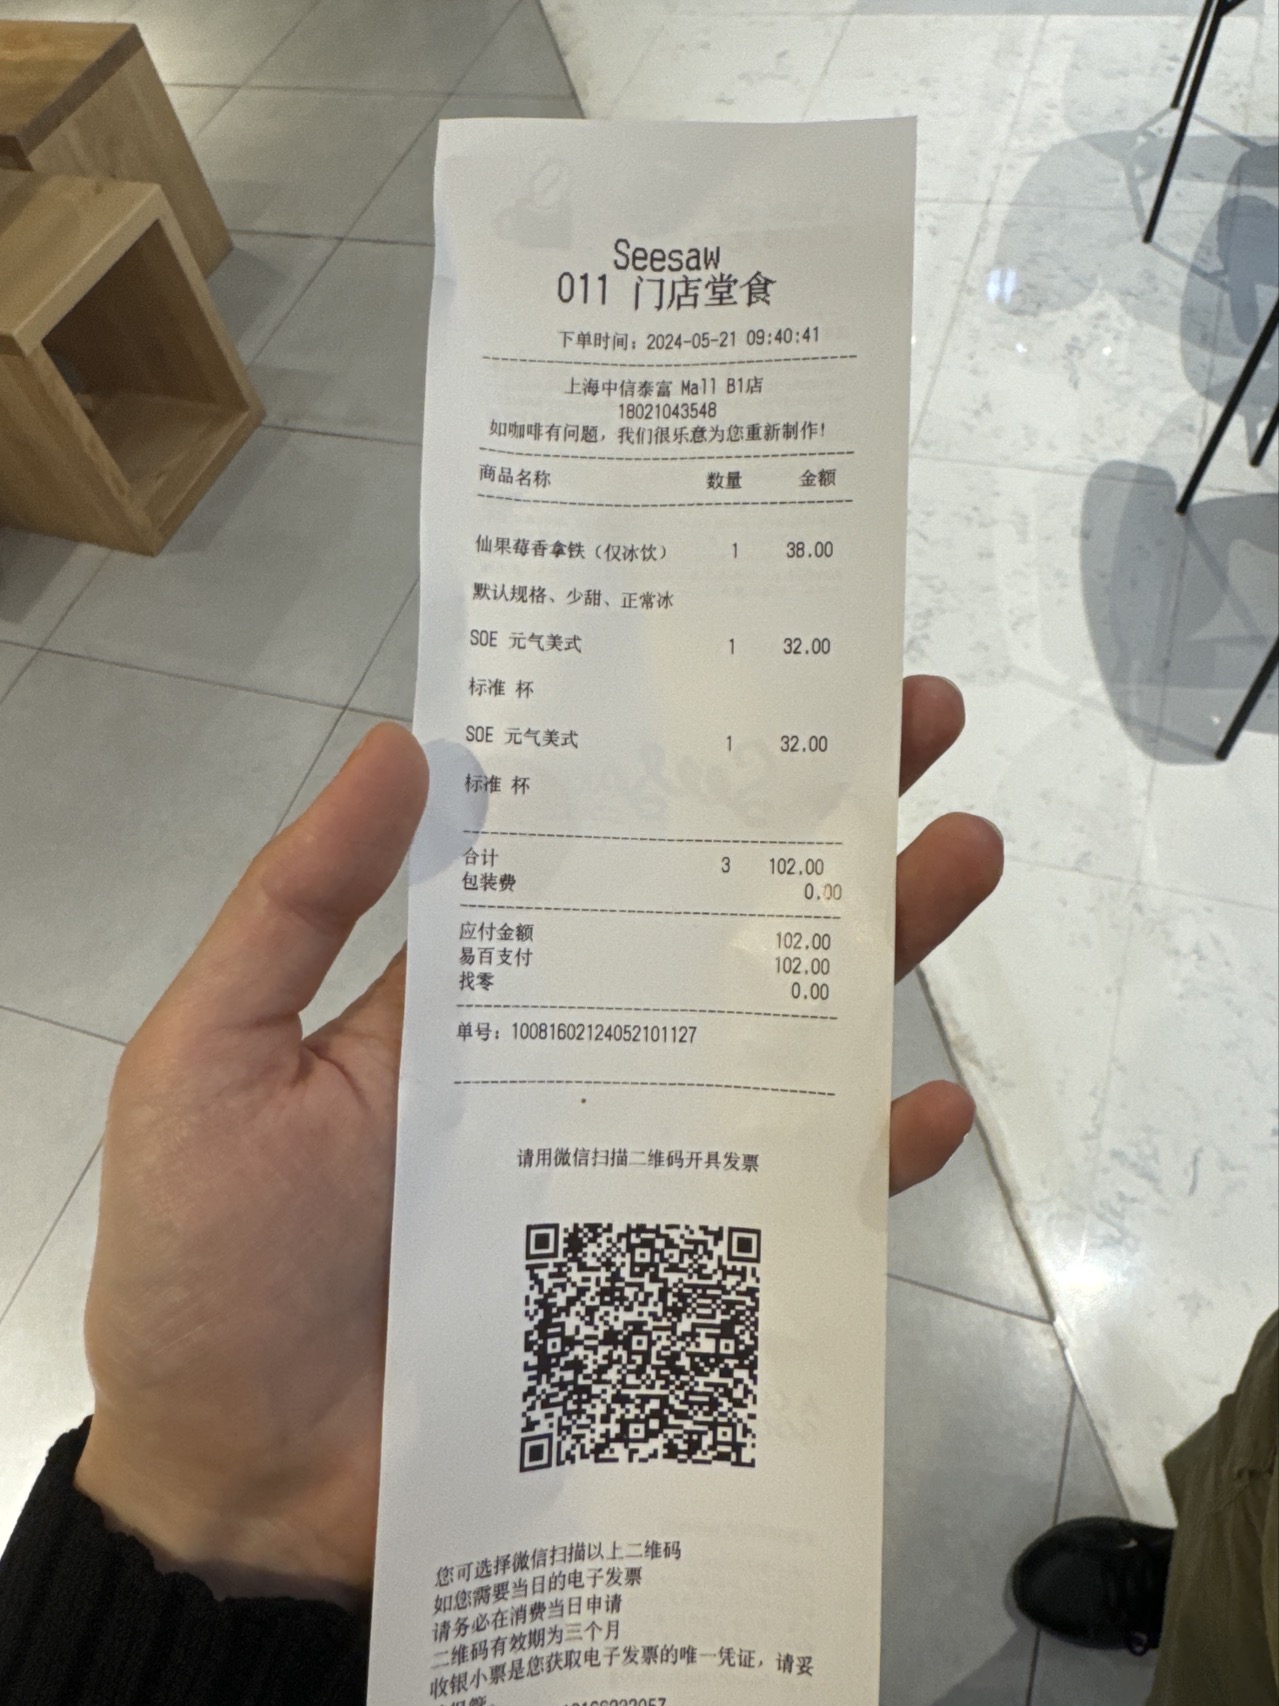 Seesaw
011 门店堂食
下单时间：2024-05-21 09:40:41
上海中信泰富 Mall B1店
18021043548
如咖啡有问题，我们很乐意为您重新制作！
商品名称 数量 金额
仙果莓香拿铁（仅冰饮） 1 38.00
默认规格、少甜、正常冰
SOE 元气美式 1 32.00
标准 杯
SOE 元气美式 1 32.00
标准 杯
合计 3 102.00
包装费 0.00
应付金额 102.00
易百支付 102.00
找零 0.00
单号：10081602124052101127
请用微信扫描二维码开具发票
您可选择微信扫描以上二维码
如您需要当日的电子发票
请务必在消费当日申请
二维码有效期为三个月
收银小票是您获取电子发票的唯一凭证，请妥